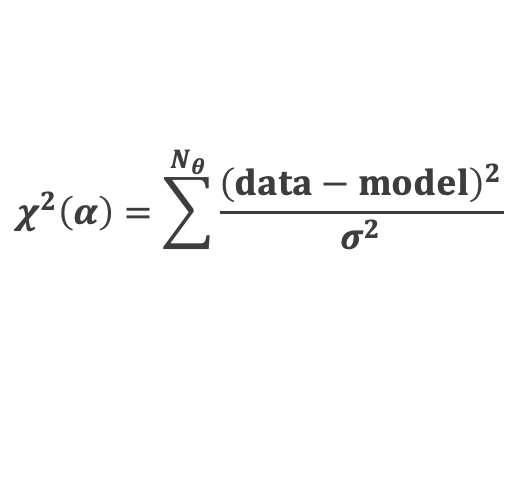 χ²(α) = ∑^{N_θ} (data − model)² / σ²